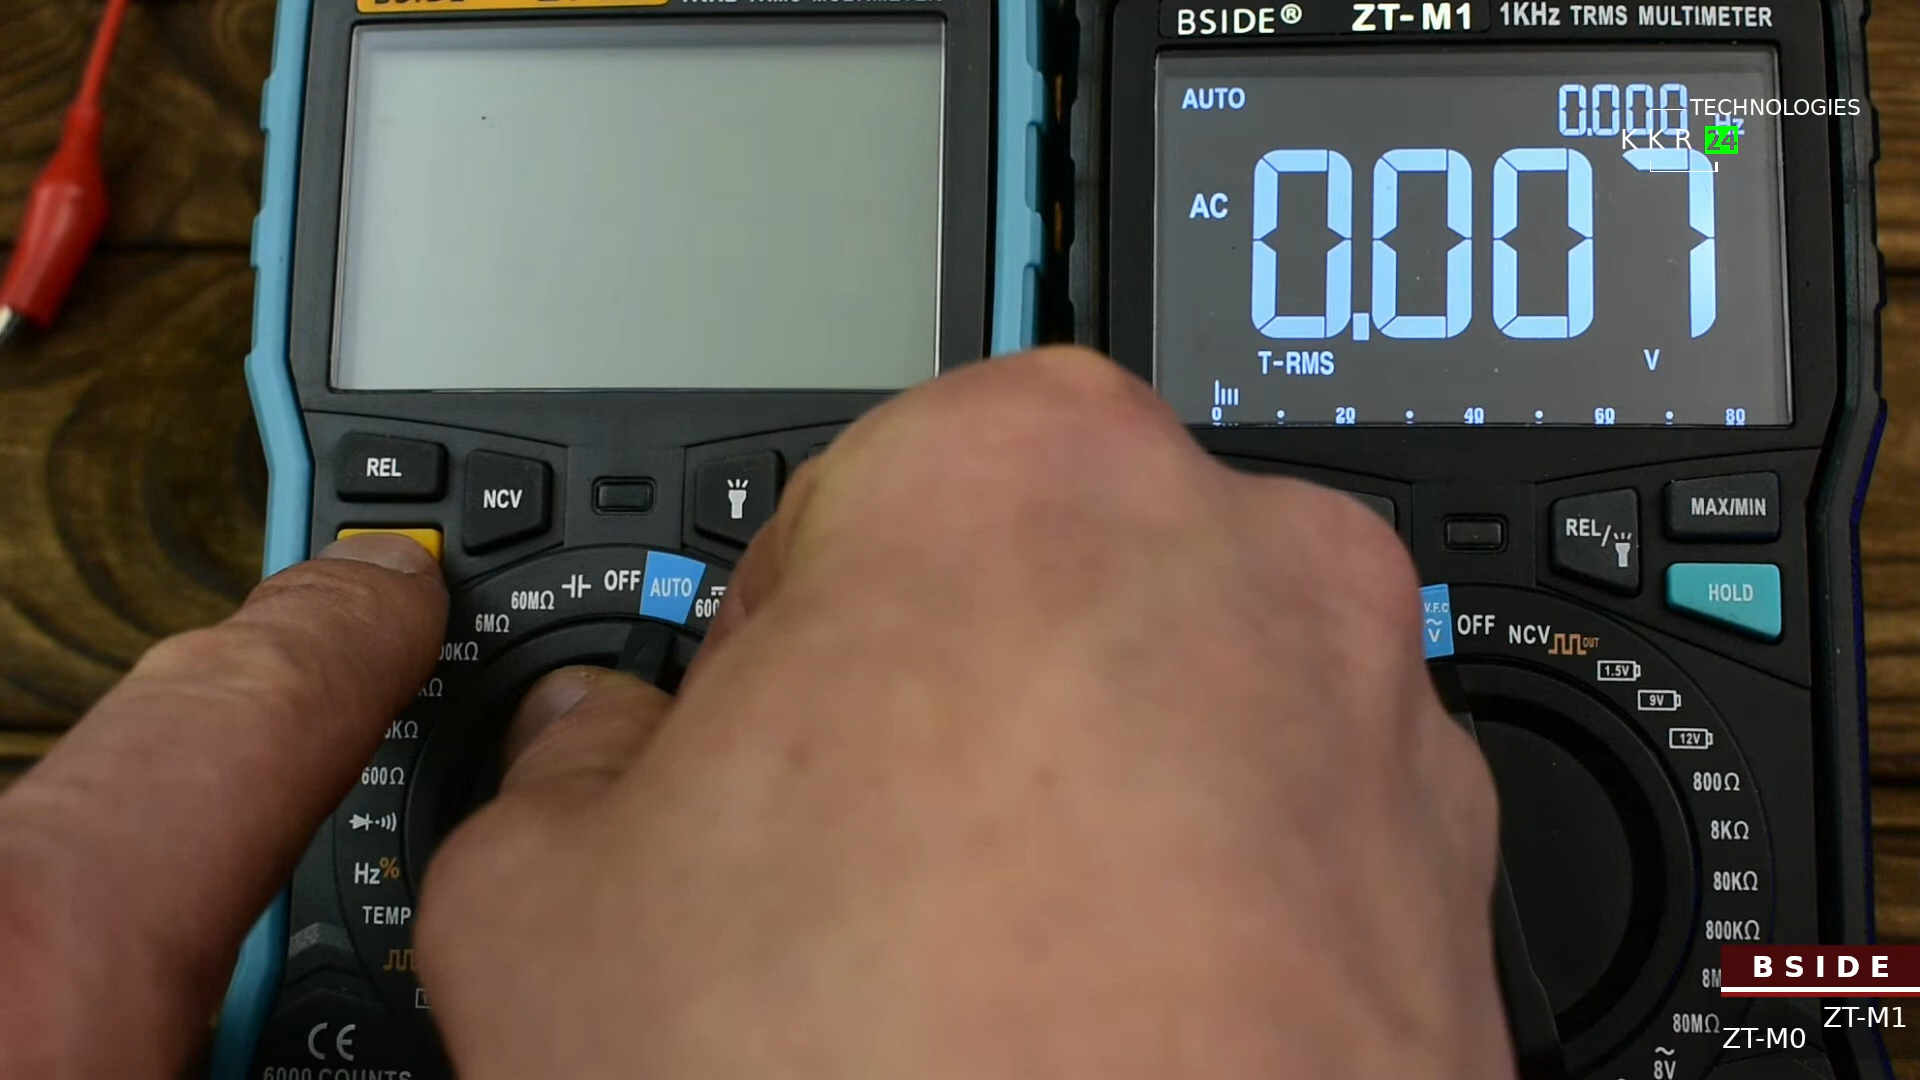 BSIDE® ZT-M1 1KHz TRMS MULTIMETER
AUTO
0.000 Hz
AC
0.007
T-RMS
V
0 20 40 60 80
TECHNOLOGIES
KKR 24
REL
NCV
OFF
AUTO
60MΩ
6MΩ
600Ω
Hz%
TEMP
CE
6000 COUNTS
REL/
MAX/MIN
HOLD
V.F.C
V
OFF
NCV
OUT
1.5V
9V
12V
800Ω
8KΩ
80KΩ
800KΩ
80MΩ
8V
BSIDE
ZT-M1
ZT-M0